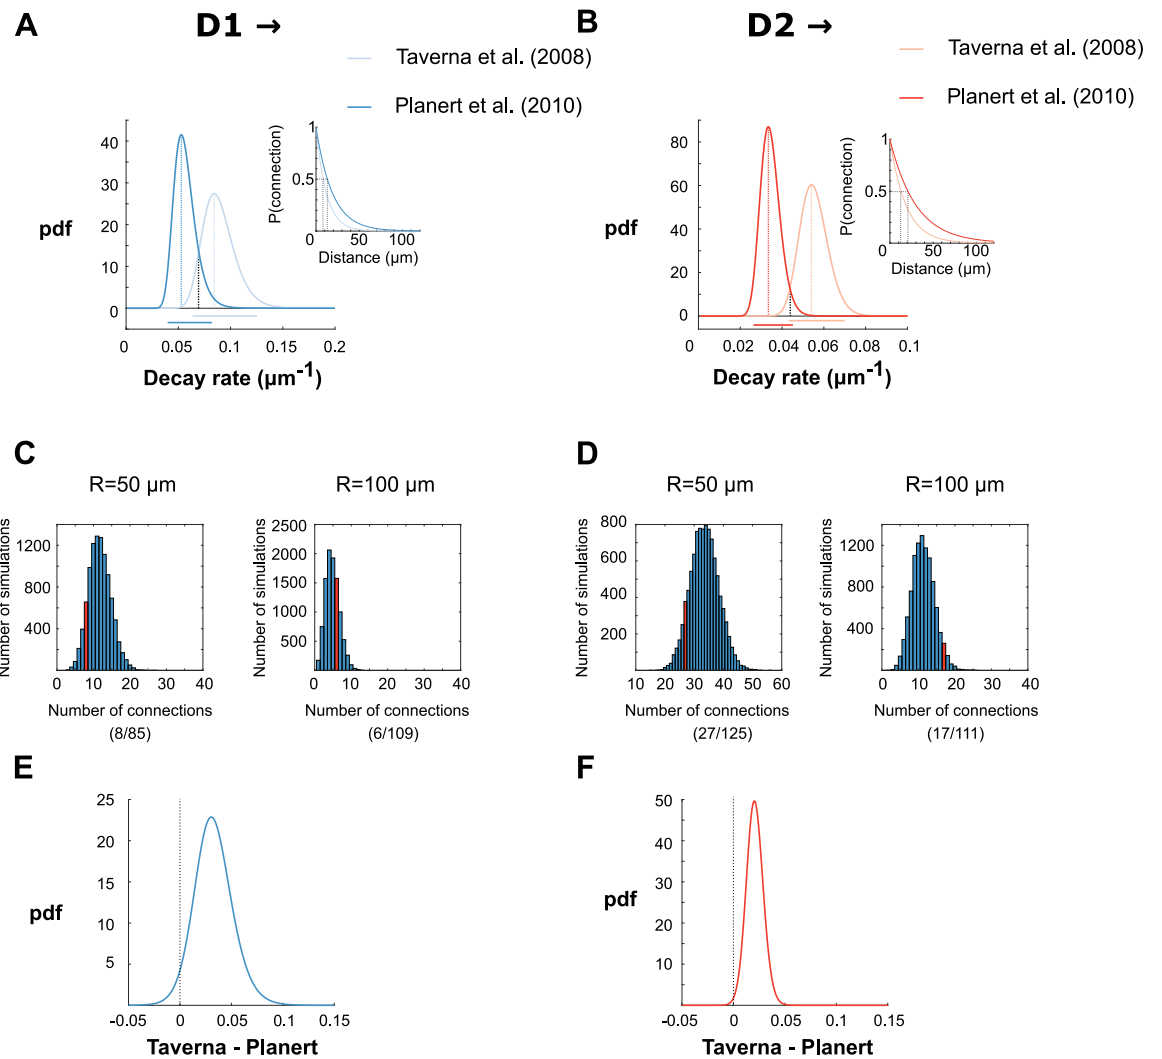 A
D1 →
Taverna et al. (2008)
Planert et al. (2010)
pdf
40
30
20
10
0
0
0.05
0.1
0.15
0.2
Decay rate (µm-1)
P(connection)
1
0.5
0
50
100
Distance (µm)
B
D2 →
Taverna et al. (2008)
Planert et al. (2010)
pdf
80
60
40
20
0
0
0.02
0.04
0.06
0.08
0.1
Decay rate (µm-1)
P(connection)
1
0.5
0
50
100
Distance (µm)
C
R=50 µm
Number of simulations
1200
800
400
0
10
20
30
40
Number of connections
(8/85)
R=100 µm
Number of simulations
2500
2000
1500
1000
500
0
10
20
30
40
Number of connections
(6/109)
D
R=50 µm
Number of simulations
800
600
400
200
10
20
30
40
50
60
Number of connections
(27/125)
R=100 µm
Number of simulations
1200
800
400
0
10
20
30
40
Number of connections
(17/111)
E
pdf
25
20
15
10
5
-0.05
0
0.05
0.1
0.15
Taverna - Planert
F
pdf
50
40
30
20
10
-0.05
0
0.05
0.1
0.15
Taverna - Planert